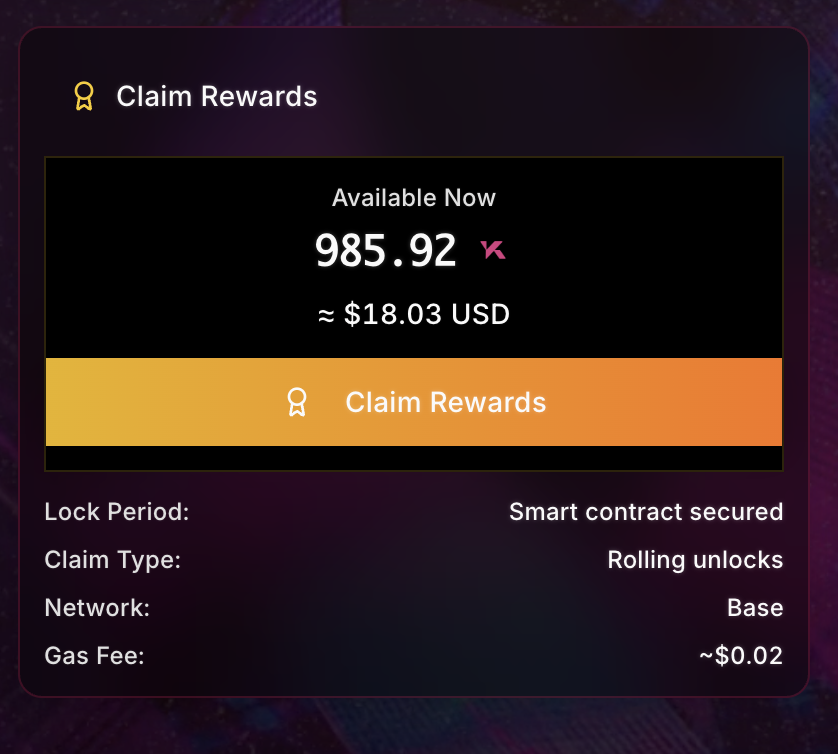 Claim Rewards
Available Now
985.92
≈ $18.03 USD
Claim Rewards
Lock Period: Smart contract secured
Claim Type: Rolling unlocks
Network: Base
Gas Fee: ~$0.02